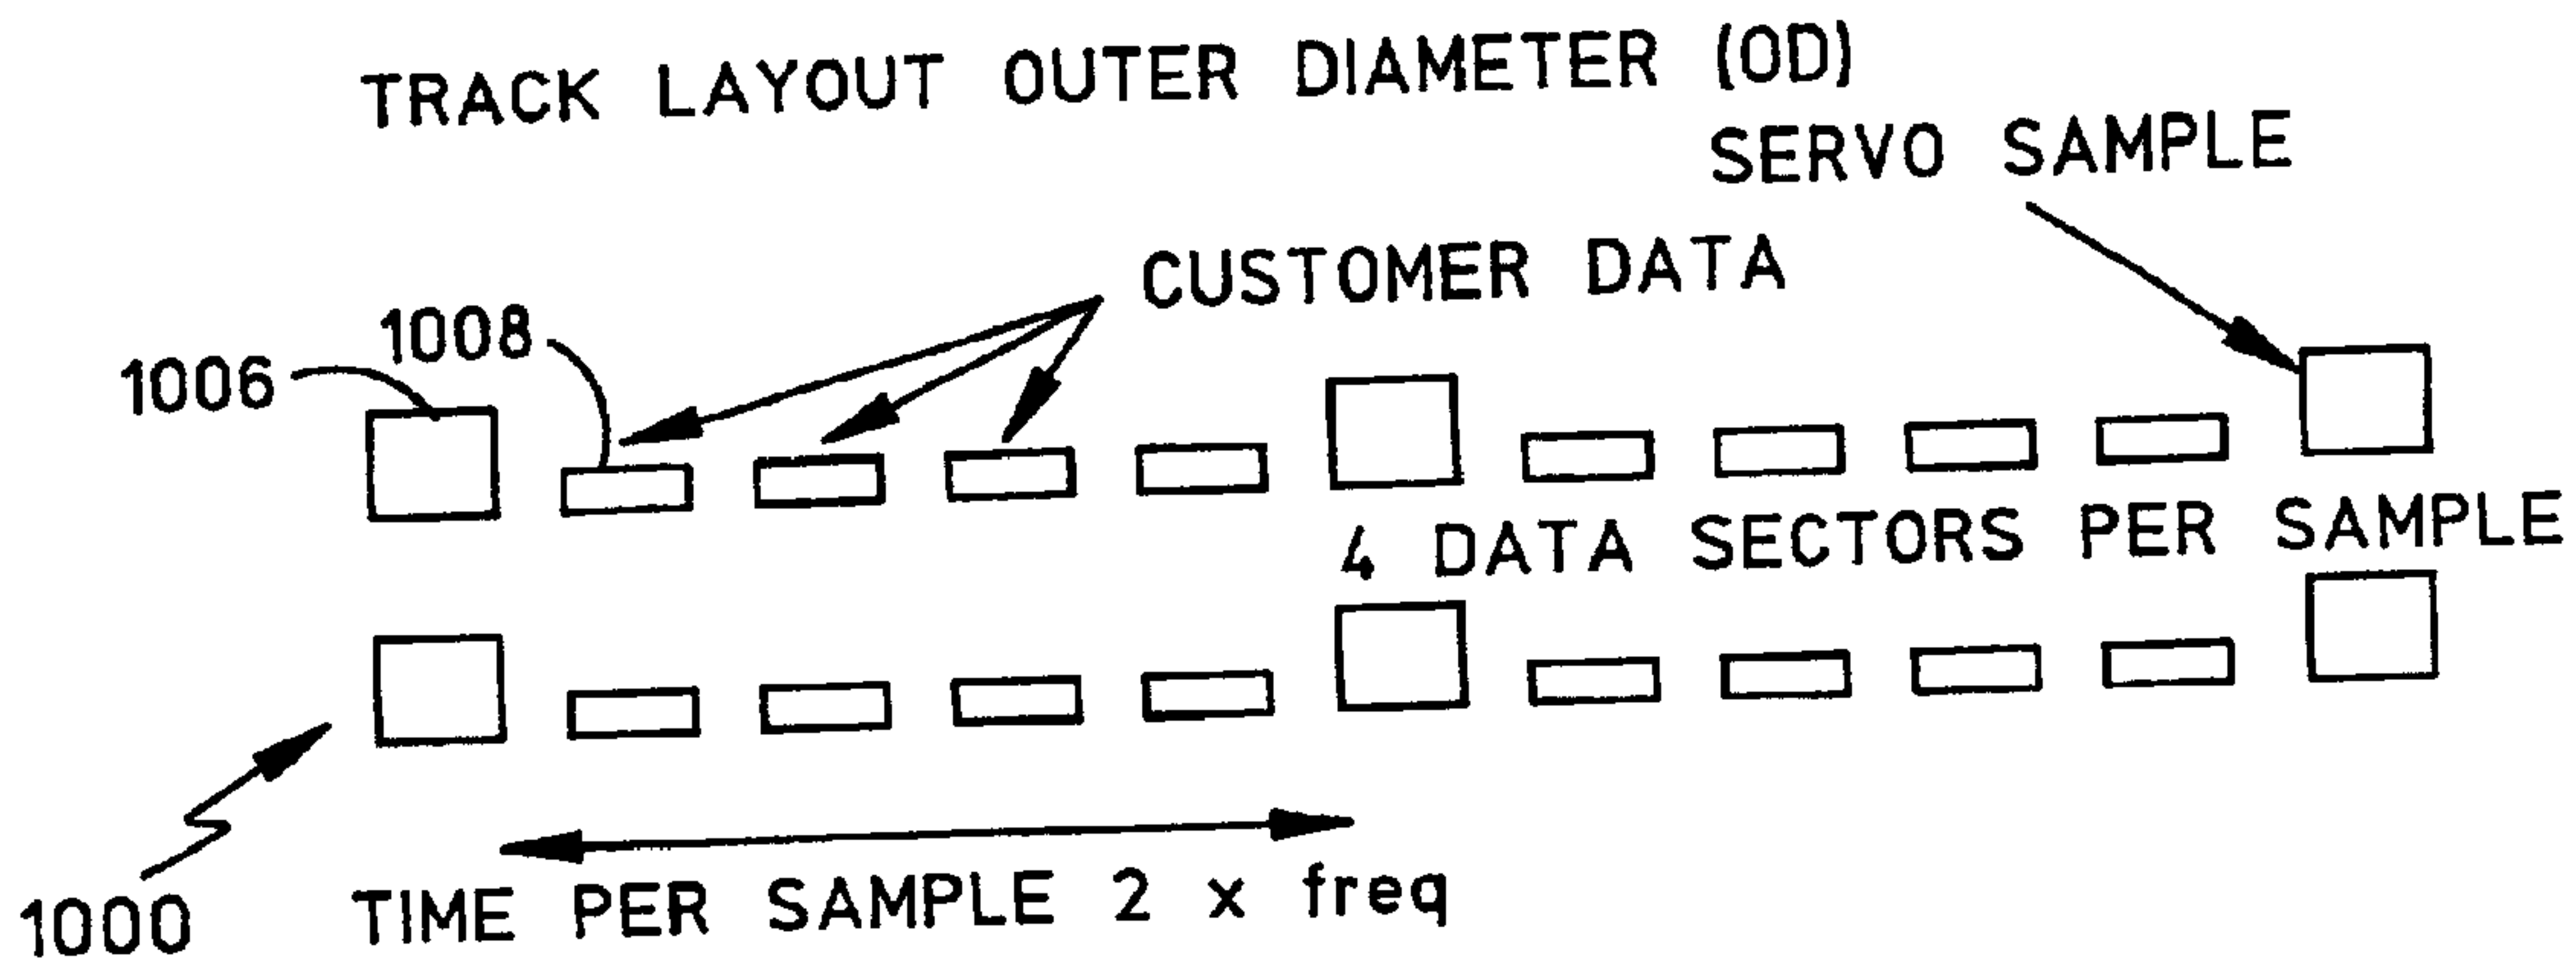 TRACK LAYOUT OUTER DIAMETER (OD)
SERVO SAMPLE
CUSTOMER DATA
1008
1006
4 DATA SECTORS PER SAMPLE
TIME PER SAMPLE 2 x freq
1000